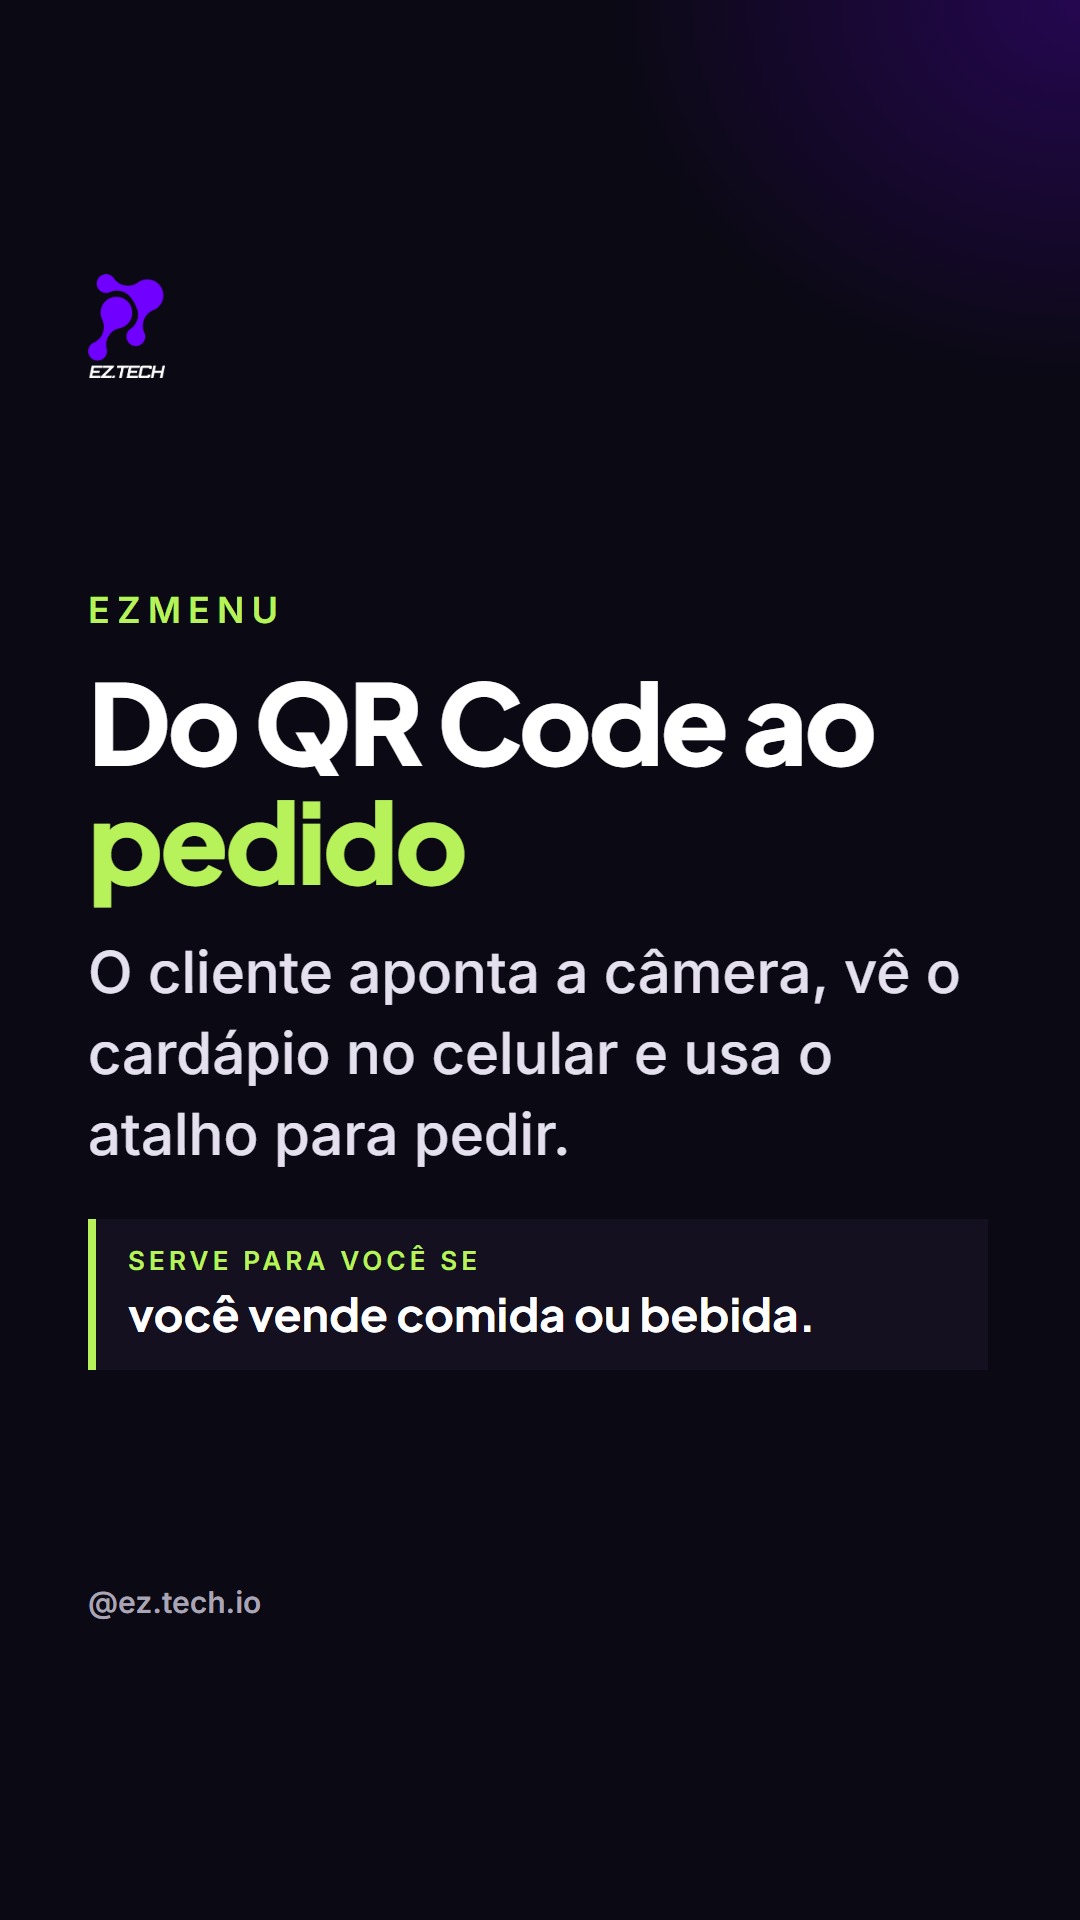 EZ.TECH
EZMENU
Do QR Code ao
pedido
O cliente aponta a câmera, vê o
cardápio no celular e usa o
atalho para pedir.
SERVE PARA VOCÊ SE
você vende comida ou bebida.
@ez.tech.io